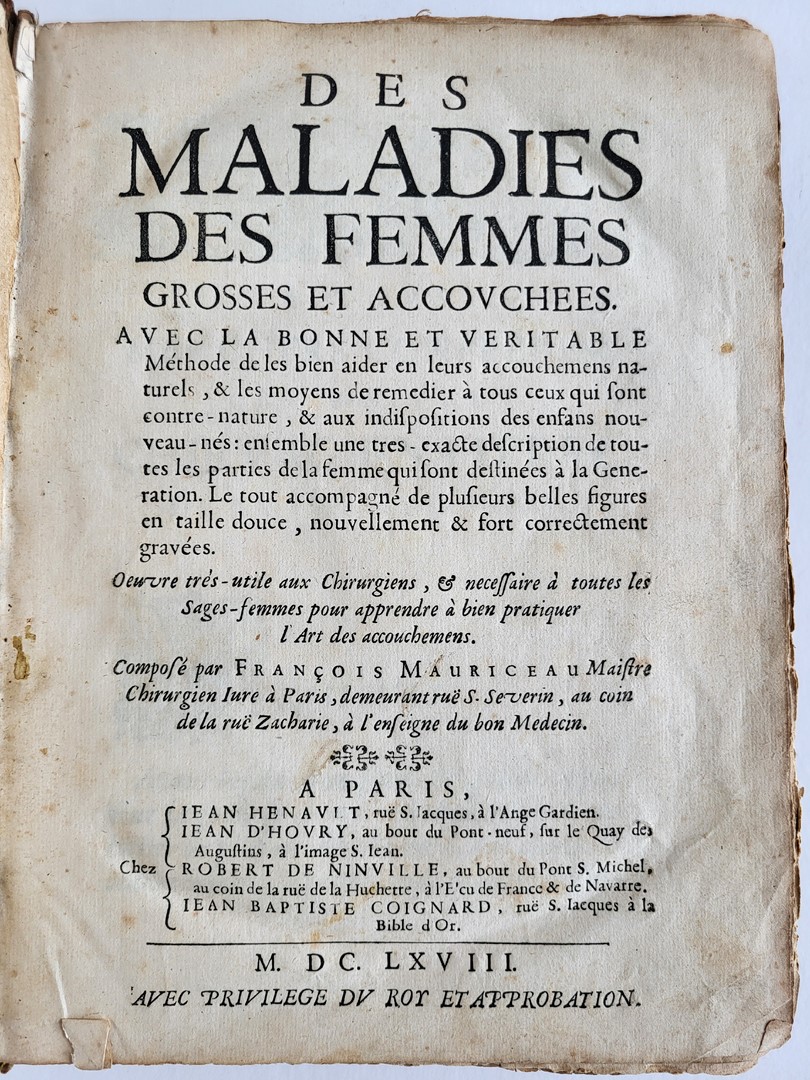 DES
MALADIES
DES FEMMES
GROSSES ET ACCOVCHEES.
AVEC LA BONNE ET VERITABLE
Méthode de les bien aider en leurs accouchemens na-
turels , & les moyens de remedier à tous ceux qui ſont
contre-nature , & aux indiſpoſitions des enfans nou-
veau-nés: enſemble une tres-exacte deſcription de tou-
tes les parties de la femme qui ſont deſtinées à la Gene-
ration. Le tout accompagné de pluſieurs belles figures
en taille douce , nouvellement & fort correctement
gravées.
Oeuvre très-utile aux Chirurgiens , & neceſſaire à toutes les
Sages-femmes pour apprendre à bien pratiquer
l'Art des accouchemens.
Compoſé par FRANÇOIS MAURICEAU Maiſtre
Chirurgien Iure à Paris , demeurant ruë S. Severin , au coin
de la ruë Zacharie , à l'enſeigne du bon Medecin.
A PARIS,
IEAN HENAVLT, ruë S. Iacques, à l'Ange Gardien.
IEAN D'HOVRY, au bout du Pont-neuf, ſur le Quay des
Auguſtins , à l'image S. Iean.
Chez ROBERT DE NINVILLE, au bout du Pont S. Michel,
au coin de la ruë de la Huchette, à l'E'cu de France & de Navarre.
IEAN BAPTISTE COIGNARD, ruë S. Iacques à la
Bible d'Or.
M. DC. LXVIII.
AVEC PRIVILEGE DV ROY ET APPROBATION.